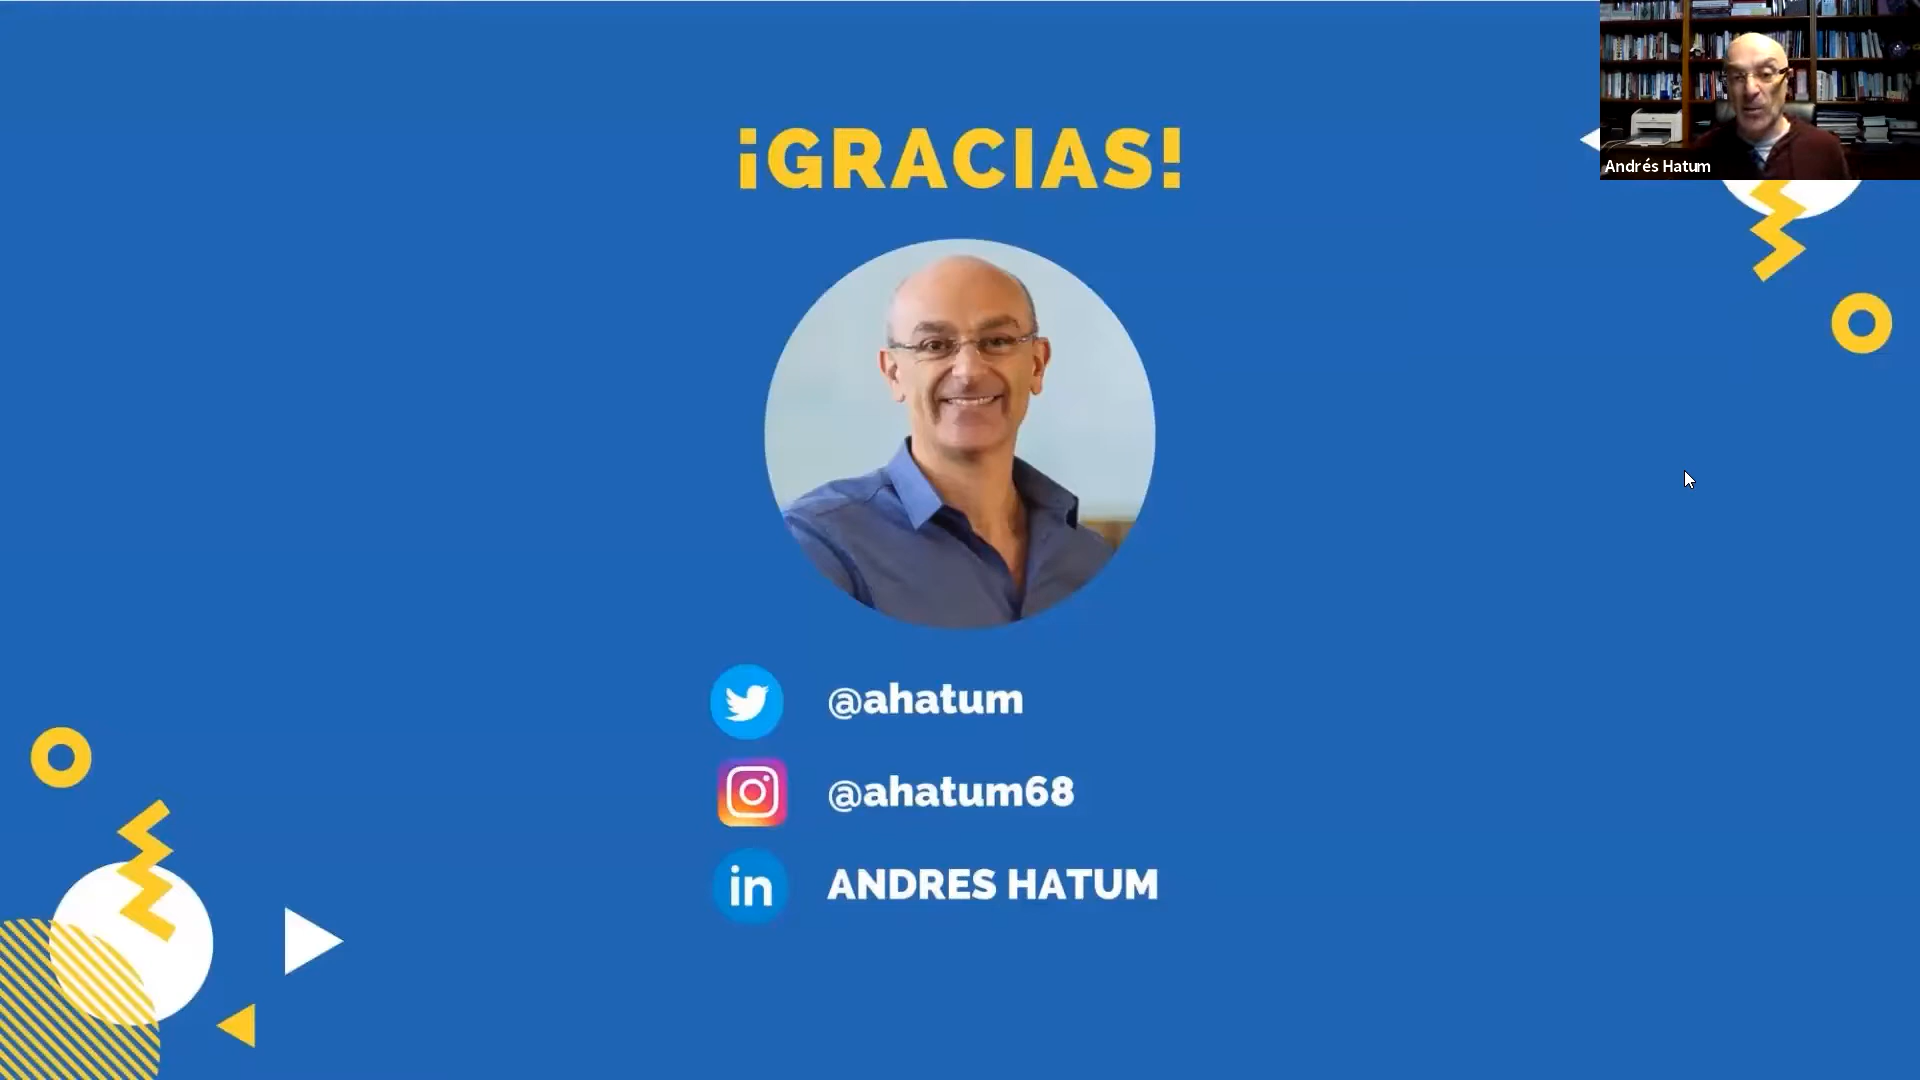 ¡GRACIAS!
Andrés Hatum
@ahatum
@ahatum68
in ANDRES HATUM